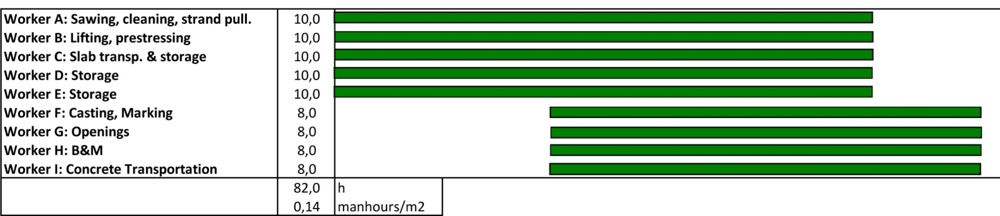 Worker A: Sawing, cleaning, strand pull. 10,0
Worker B: Lifting, prestressing 10,0
Worker C: Slab transp. & storage 10,0
Worker D: Storage 10,0
Worker E: Storage 10,0
Worker F: Casting, Marking 8,0
Worker G: Openings 8,0
Worker H: B&M 8,0
Worker I: Concrete Transportation 8,0
82,0 h
0,14 manhours/m2